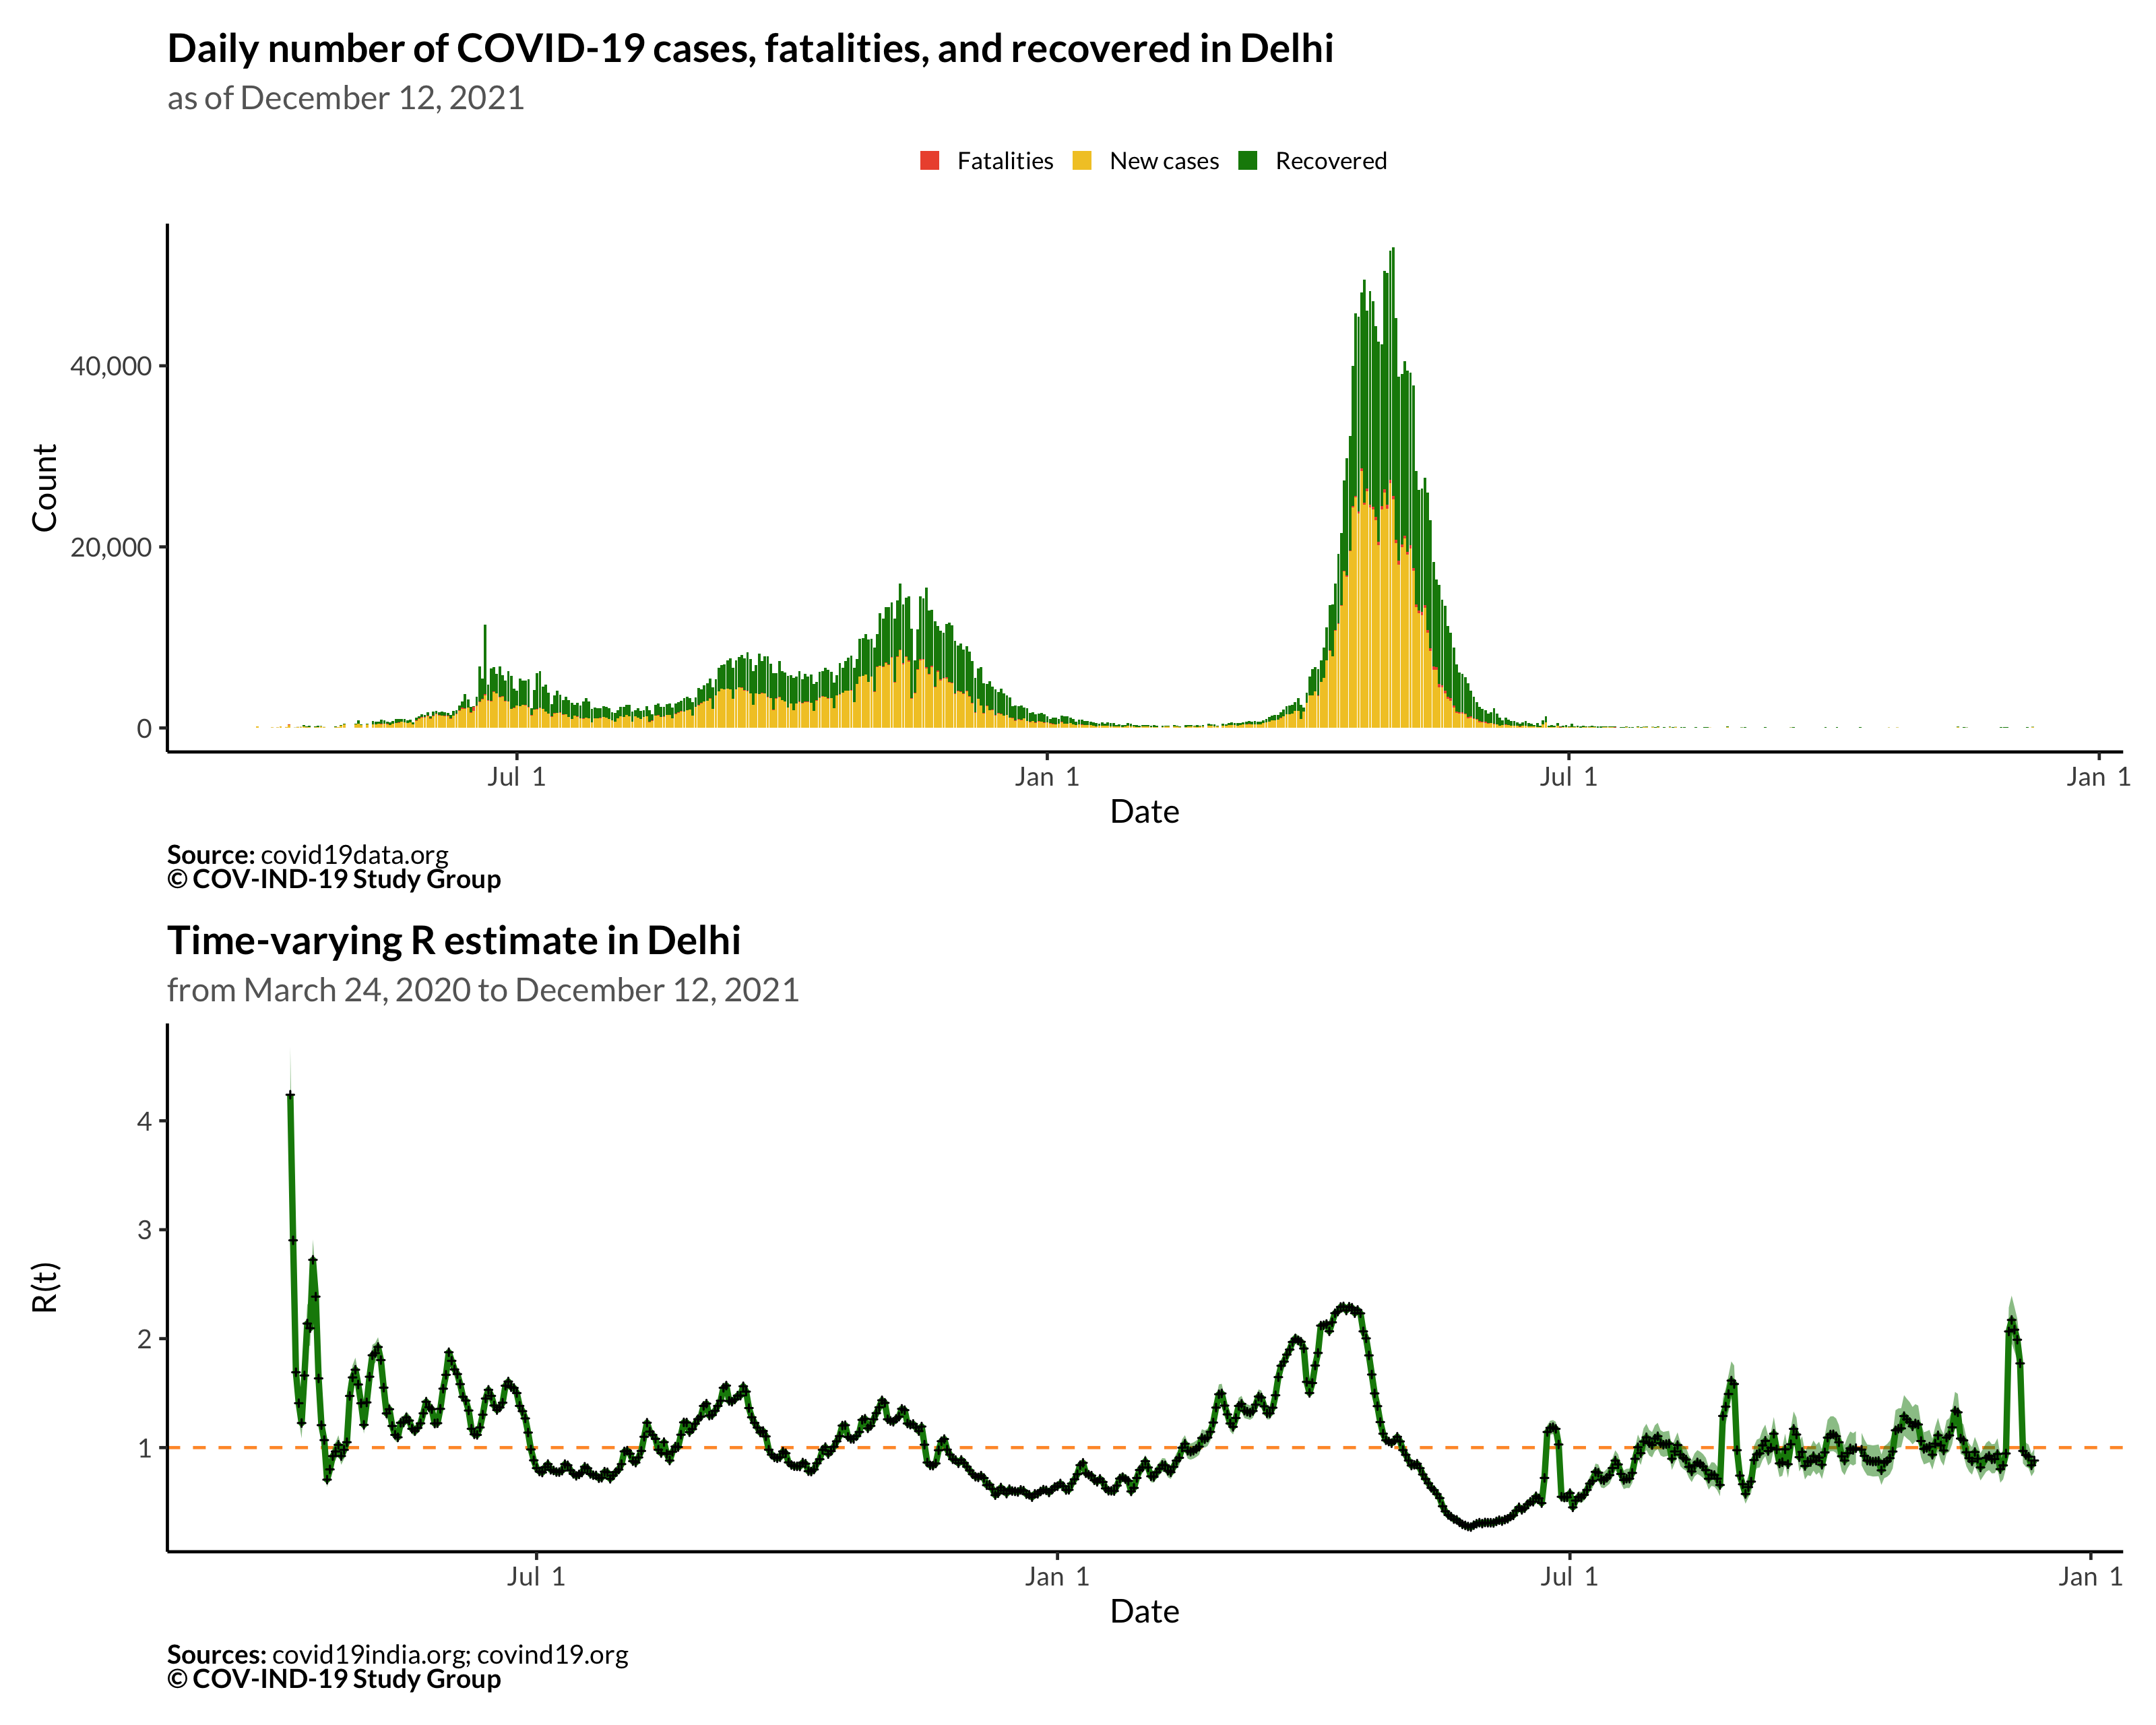 Daily number of COVID-19 cases, fatalities, and recovered in Delhi
as of December 12, 2021
Fatalities New cases Recovered
Count
40,000
20,000
0
Jul 1 Jan 1 Jul 1 Jan 1
Date
Source: covid19data.org
© COV-IND-19 Study Group
Time-varying R estimate in Delhi
from March 24, 2020 to December 12, 2021
R(t)
4
3
2
1
Jul 1 Jan 1 Jul 1 Jan 1
Date
Sources: covid19india.org; covind19.org
© COV-IND-19 Study Group